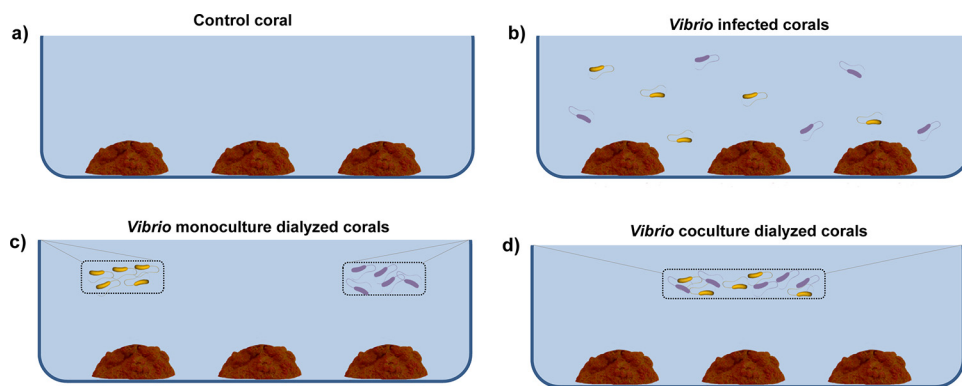 a)
Control coral
b)
Vibrio infected corals
c)
Vibrio monoculture dialyzed corals
d)
Vibrio coculture dialyzed corals